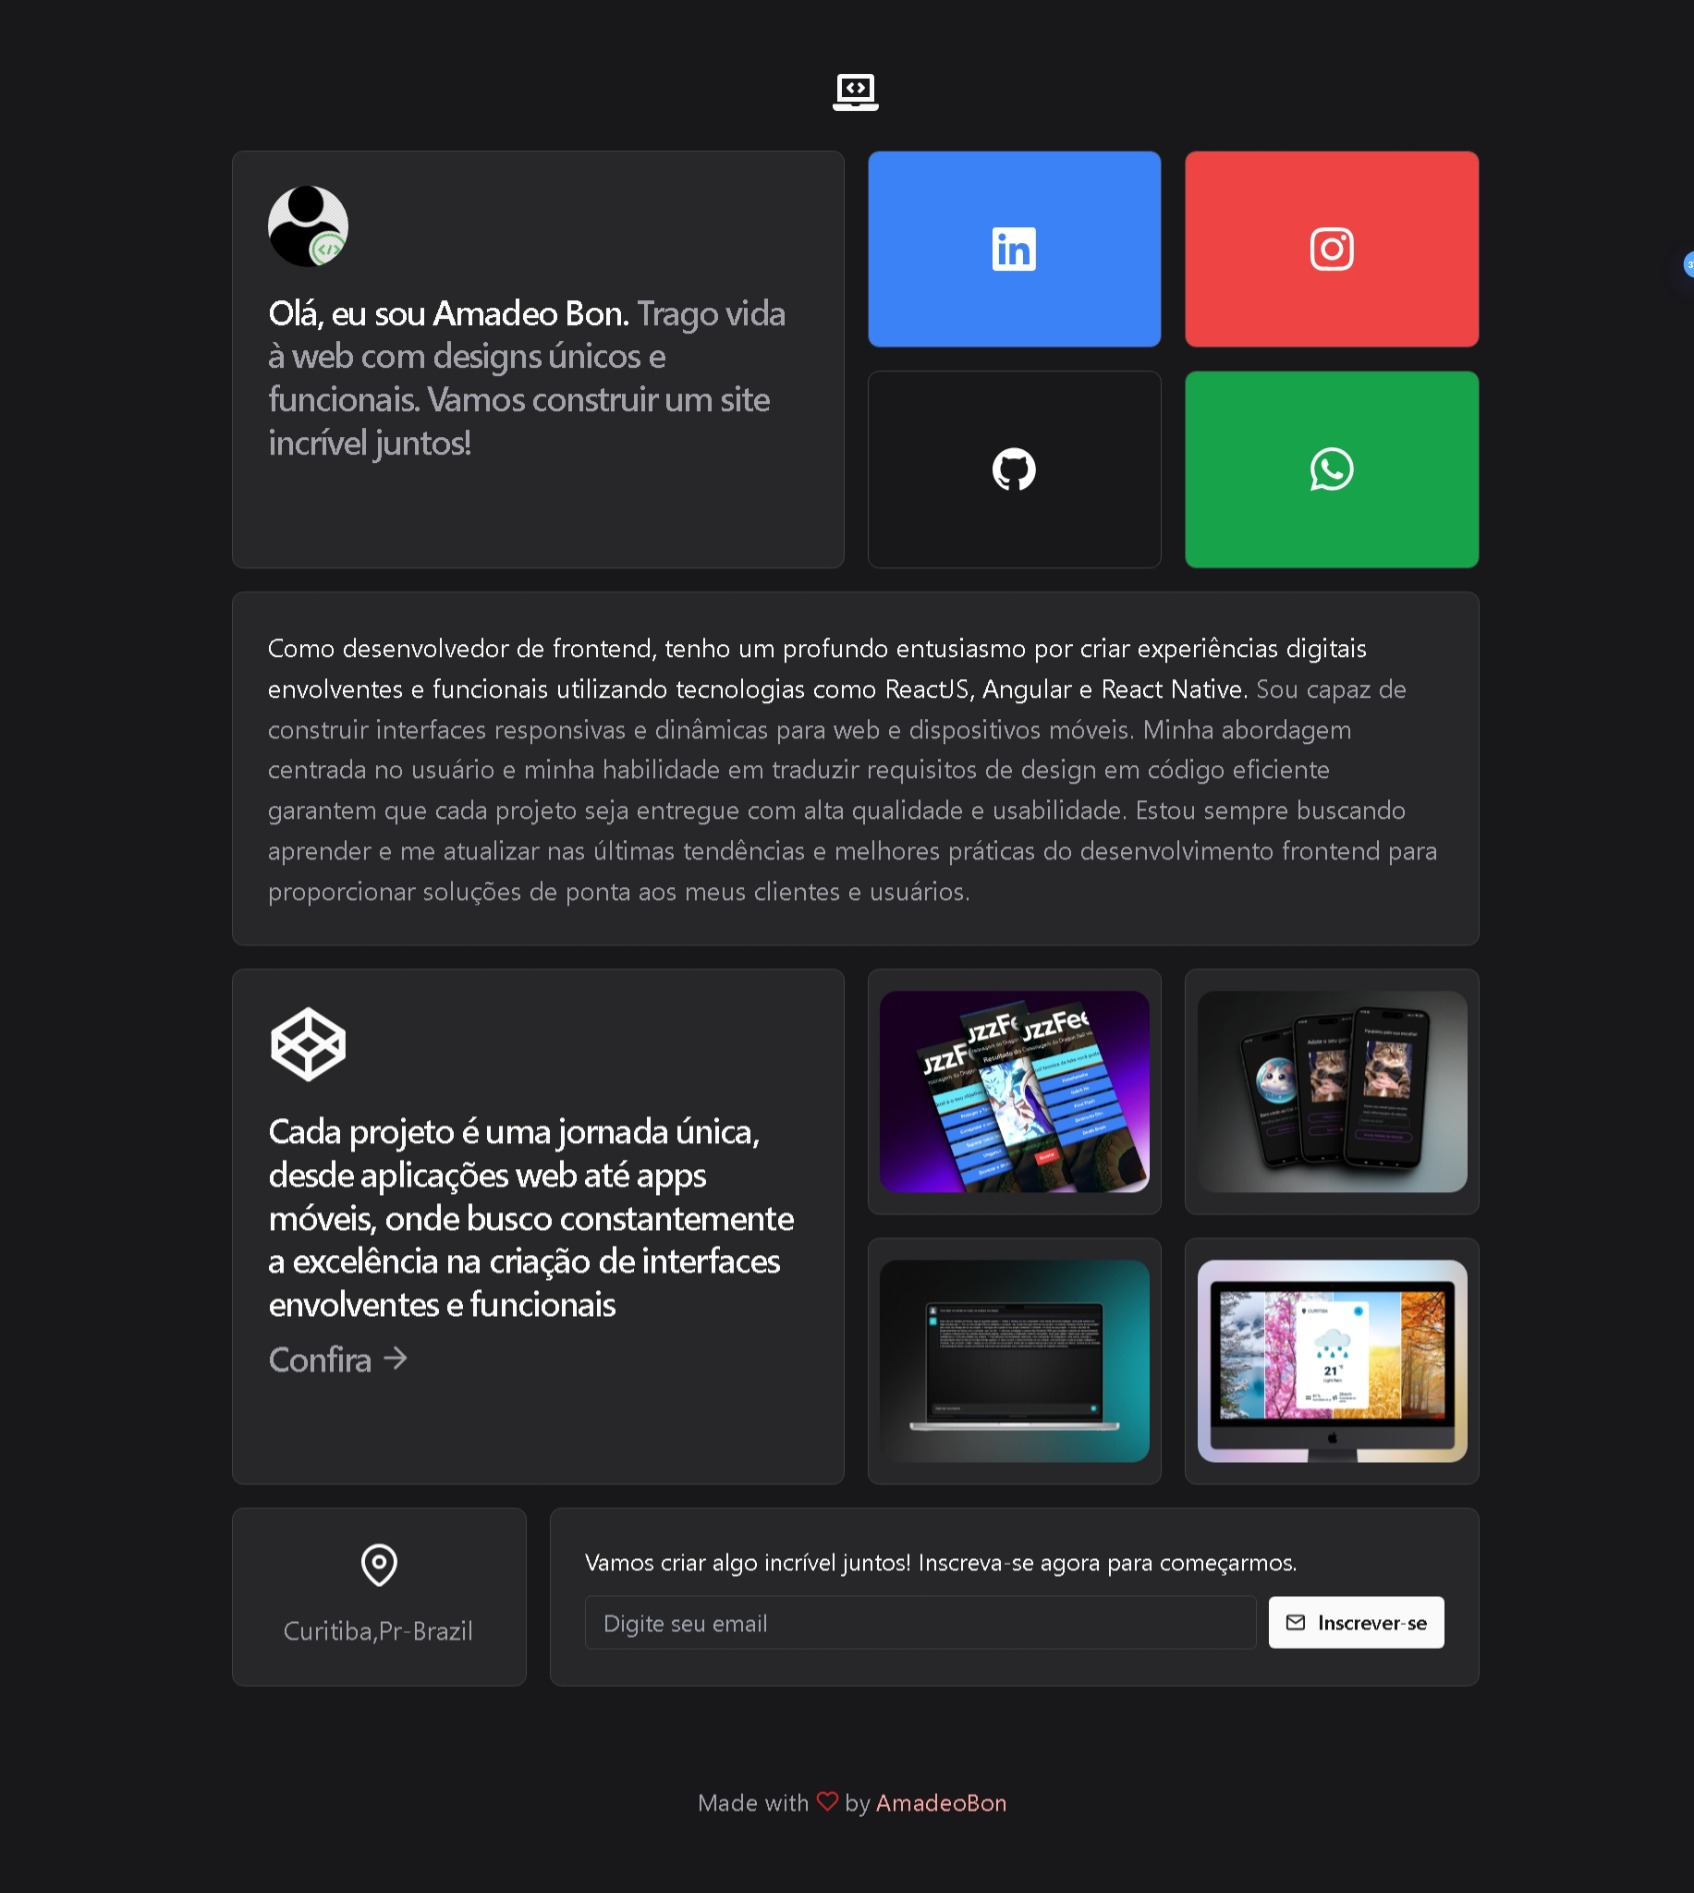 Olá, eu sou Amadeo Bon. Trago vida
à web com designs únicos e
funcionais. Vamos construir um site
incrível juntos!
Como desenvolvedor de frontend, tenho um profundo entusiasmo por criar experiências digitais
envolventes e funcionais utilizando tecnologias como ReactJS, Angular e React Native. Sou capaz de
construir interfaces responsivas e dinâmicas para web e dispositivos móveis. Minha abordagem
centrada no usuário e minha habilidade em traduzir requisitos de design em código eficiente
garantem que cada projeto seja entregue com alta qualidade e usabilidade. Estou sempre buscando
aprender e me atualizar nas últimas tendências e melhores práticas do desenvolvimento frontend para
proporcionar soluções de ponta aos meus clientes e usuários.
Cada projeto é uma jornada única,
desde aplicações web até apps
móveis, onde busco constantemente
a excelência na criação de interfaces
envolventes e funcionais
Confira
UZZF
UZZFe
UZZFee
CURITIBA
21
Light Rain
Curitiba,Pr-Brazil
Vamos criar algo incrível juntos! Inscreva-se agora para começarmos.
Digite seu email
Inscrever-se
Made with by AmadeoBon